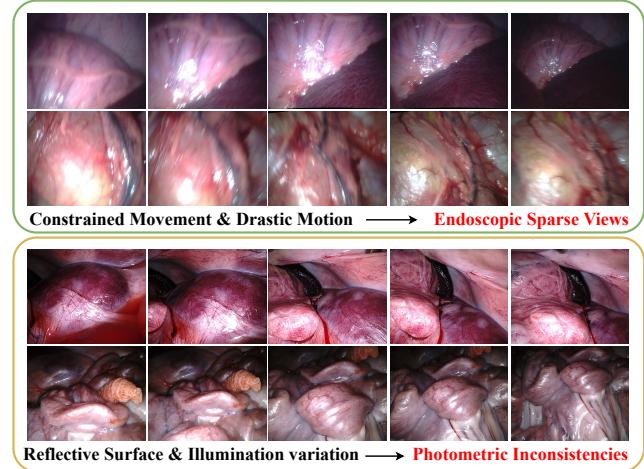 Constrained Movement & Drastic Motion → Endoscopic Sparse Views
Reflective Surface & Illumination variation → Photometric Inconsistencies